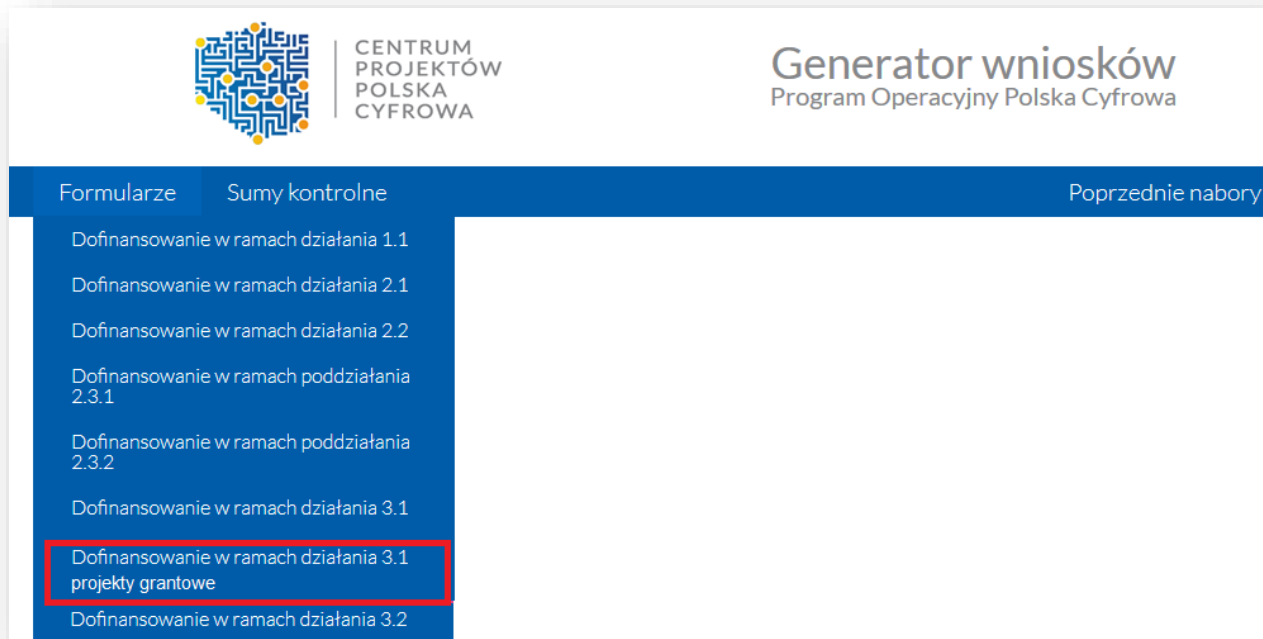 CENTRUM
PROJEKTÓW
POLSKA
CYFROWA
Generator wniosków
Program Operacyjny Polska Cyfrowa
Formularze
Sumy kontrolne
Poprzednie nabory
Dofinansowanie w ramach działania 1.1
Dofinansowanie w ramach działania 2.1
Dofinansowanie w ramach działania 2.2
Dofinansowanie w ramach poddziałania
2.3.1
Dofinansowanie w ramach poddziałania
2.3.2
Dofinansowanie w ramach działania 3.1
Dofinansowanie w ramach działania 3.1
projekty grantowe
Dofinansowanie w ramach działania 3.2